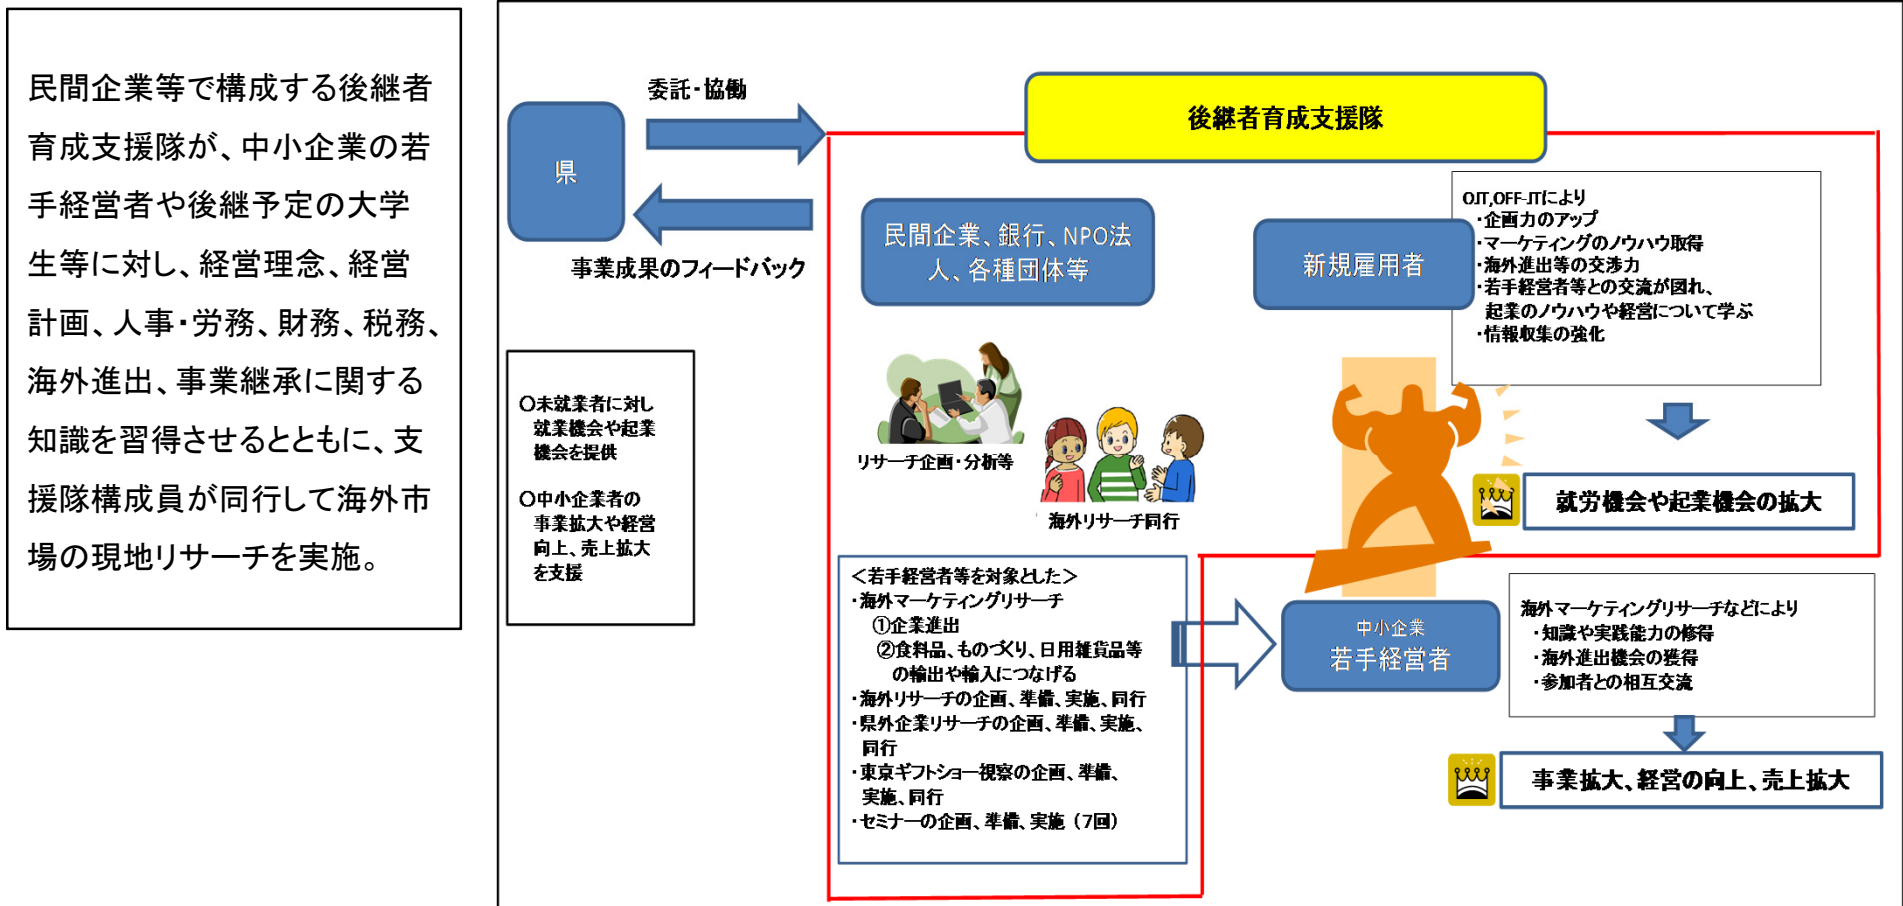 民間企業等で構成する後継者
育成支援隊が、中小企業の若
手経営者や後継予定の大学
生等に対し、経営理念、経営
計画、人事・労務、財務、税務、
海外進出、事業継承に関する
知識を習得させるとともに、支
援隊構成員が同行して海外市
場の現地リサーチを実施。
委託・協働
県
事業成果のフィードバック
○未就業者に対し
就業機会や起業
機会を提供
○中小企業者の
事業拡大や経営
向上、売上拡大
を支援
後継者育成支援隊
民間企業、銀行、NPO法
人、各種団体等
新規雇用者
OJT,OFF-JTにより
・企画力のアップ
・マーケティングのノウハウ取得
・海外進出等の交渉力
・若手経営者等との交流が図れ、
起業のノウハウや経営について学ぶ
・情報収集の強化
リサーチ企画・分析等
海外リサーチ同行
就労機会や起業機会の拡大
＜若手経営者等を対象とした＞
・海外マーケティングリサーチ
①企業進出
②食料品、ものづくり、日用雑貨品等
の輸出や輸入につなげる
・海外リサーチの企画、準備、実施、同行
・県外企業リサーチの企画、準備、実施、
同行
・東京ギフトショー視察の企画、準備、
実施、同行
・セミナーの企画、準備、実施（7回）
中小企業
若手経営者
海外マーケティングリサーチなどにより
・知識や実践能力の修得
・海外進出機会の獲得
・参加者との相互交流
事業拡大、経営の向上、売上拡大